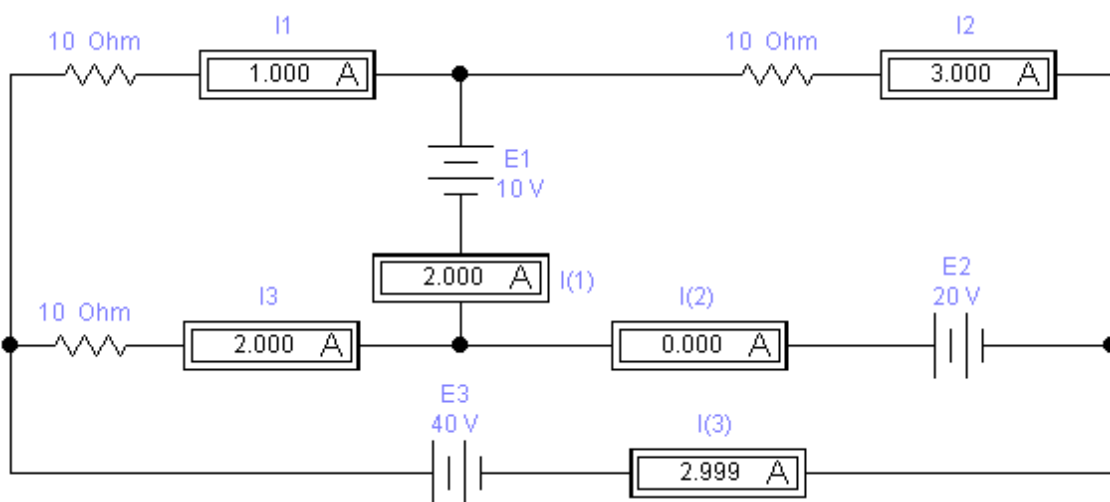 I1
I2
10 Ohm
1.000 A
10 Ohm
3.000 A
E1
10 V
2.000 A
I(1)
I3
I(2)
E2
20 V
10 Ohm
2.000 A
0.000 A
E3
40 V
I(3)
2.999 A